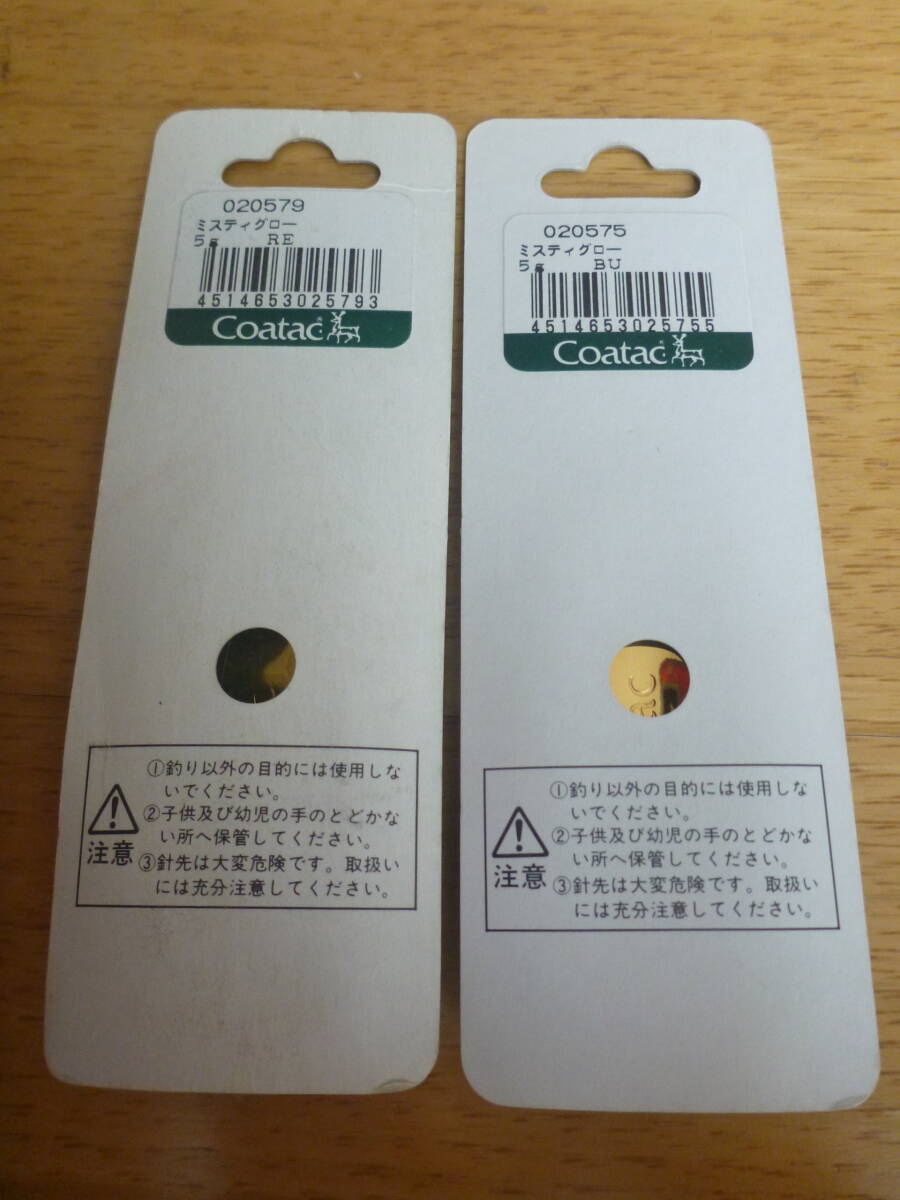 020579
ミスティグロー
5g RE
4514653025793
Coatac®
①釣り以外の目的には使用しな
いでください。
②子供及び幼児の手のとどかな
い所へ保管してください。
注意
③針先は大変危険です。取扱い
には充分注意してください。
020575
ミスティグロー
5g BU
4514653025755
Coatac®
①釣り以外の目的には使用しな
いでください。
②子供及び幼児の手のとどかな
い所へ保管してください。
注意
③針先は大変危険です。取扱い
には充分注意してください。